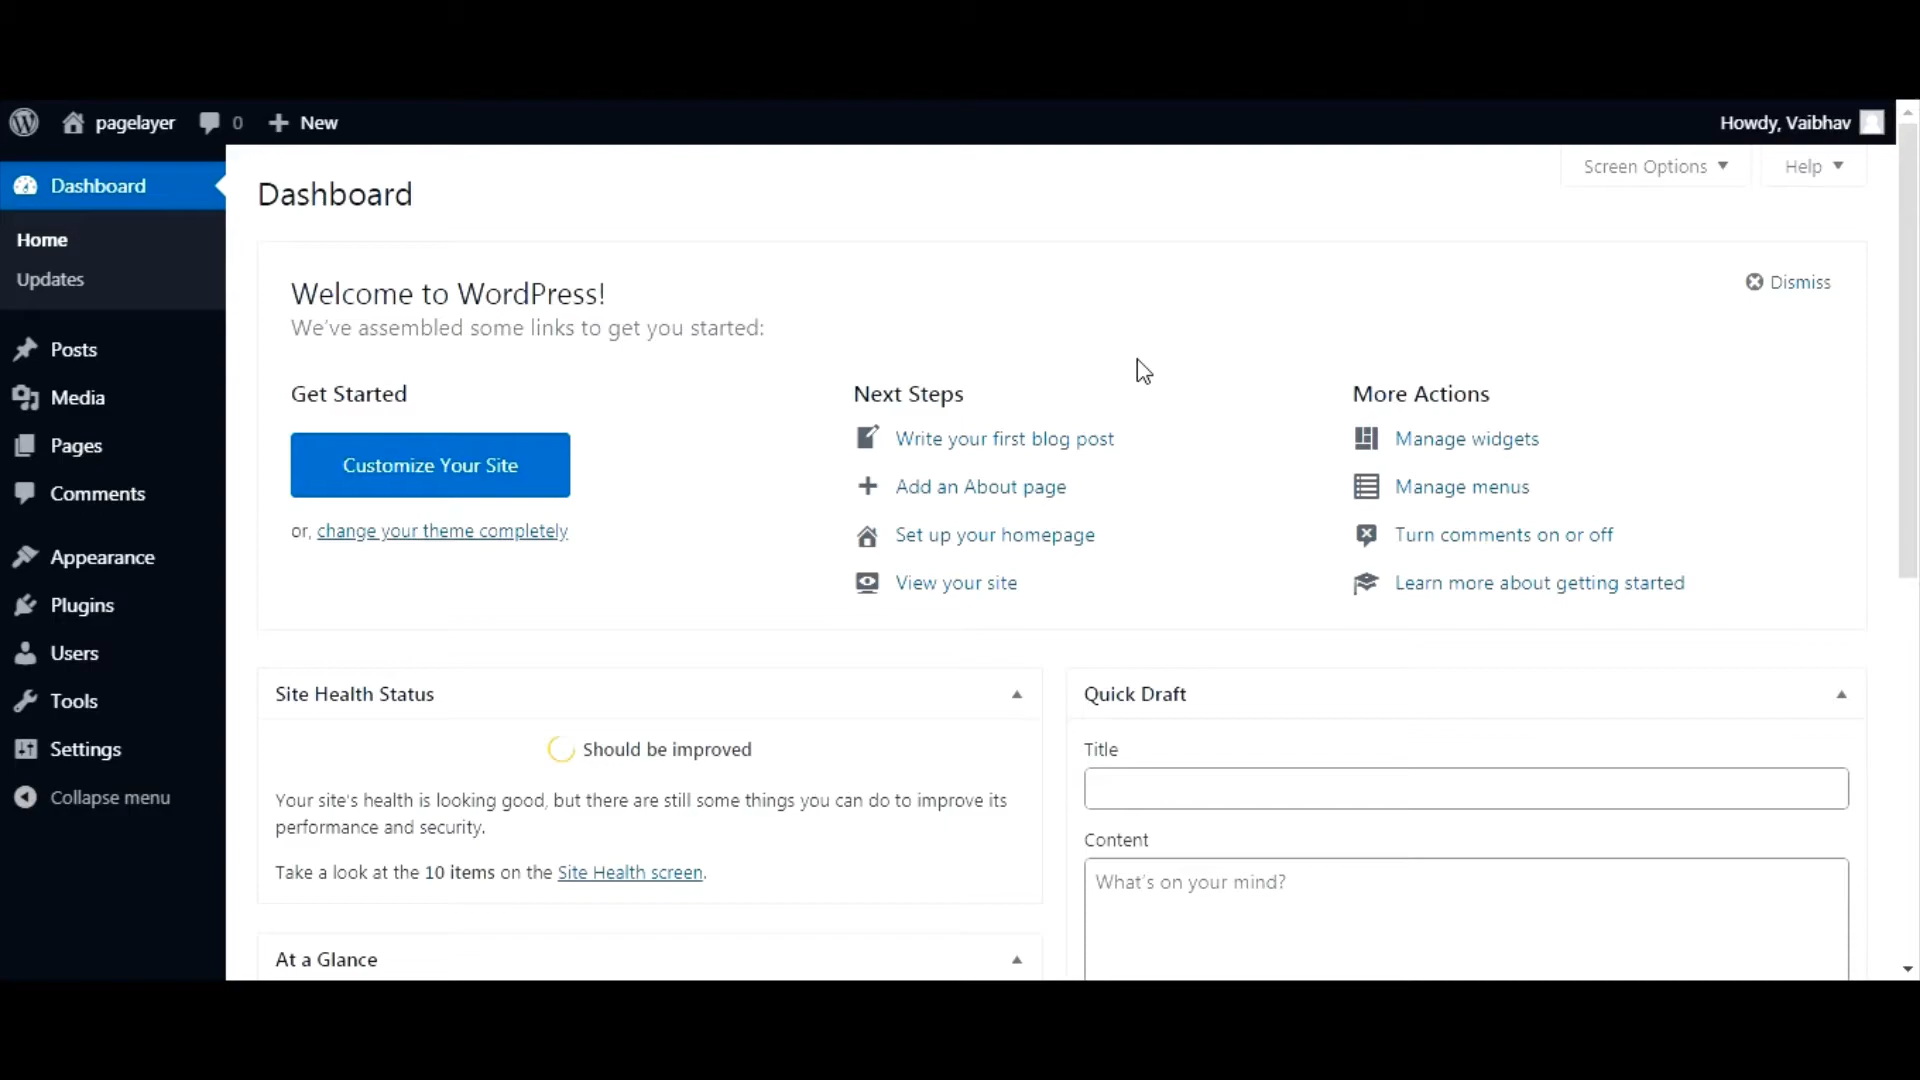 pagelayer 0 New Howdy, Vaibhav
Dashboard
Home
Updates
Posts
Media
Pages
Comments
Appearance
Plugins
Users
Tools
Settings
Collapse menu
Screen Options Help
Dashboard
Welcome to WordPress!
We've assembled some links to get you started:
Dismiss
Get Started
Customize Your Site
or, change your theme completely
Next Steps
Write your first blog post
Add an About page
Set up your homepage
View your site
More Actions
Manage widgets
Manage menus
Turn comments on or off
Learn more about getting started
Site Health Status
Should be improved
Your site's health is looking good, but there are still some things you can do to improve its
performance and security.
Take a look at the 10 items on the Site Health screen.
At a Glance
Quick Draft
Title
Content
What's on your mind?